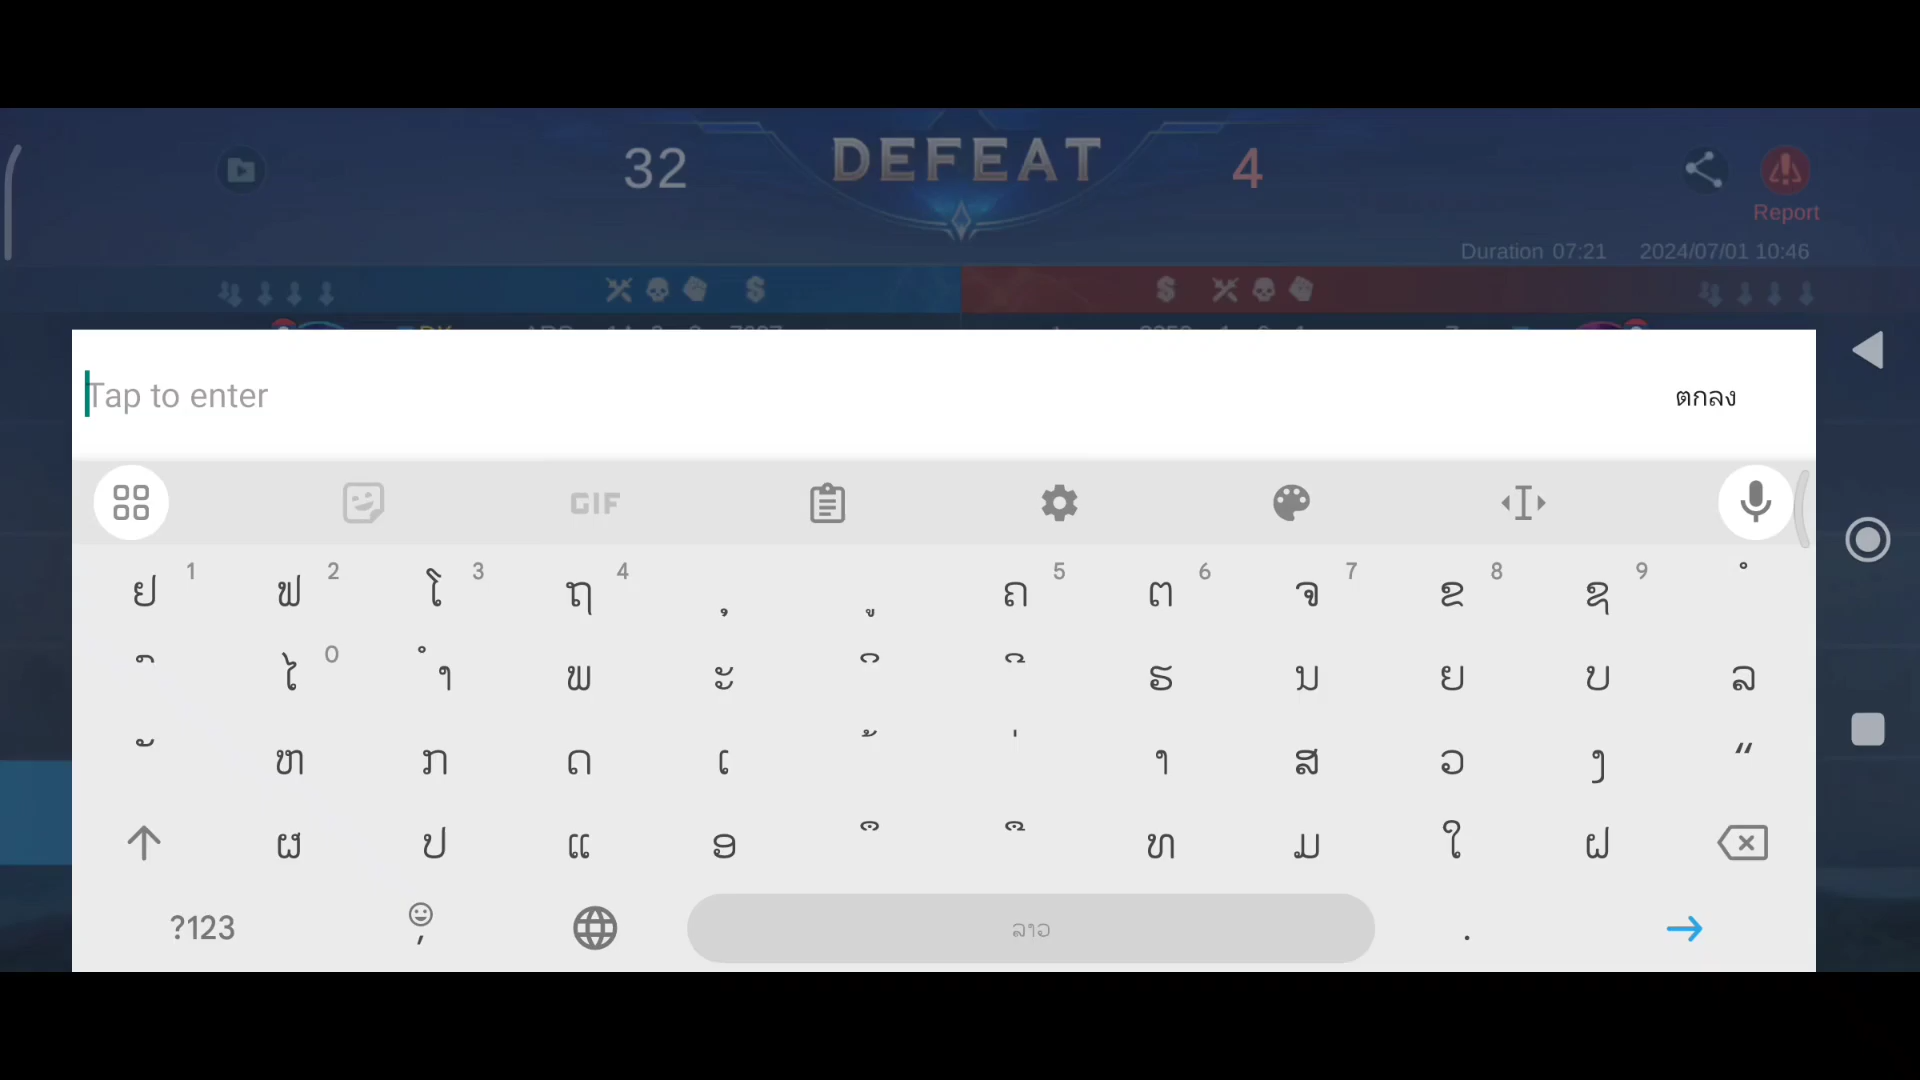 32 DEFEAT 4
Report
Duration 07:21 2024/07/01 10:46
Tap to enter
ตกลง
GIF
ຢ 1 ຟ 2 ໂ 3 ຖ 4 ຸ ູ ຄ 5 ຕ 6 ຈ 7 ຂ 8 ຊ 9 ໍ
ົ ໄ 0 ຳ ພ ະ ິ ີ ຮ ນ ຍ ບ ລ
ັ ຫ ກ ດ ເ ້ ່ າ ສ ວ ງ “
ຜ ປ ແ ອ ຶ ື ທ ມ ໃ ຝ
?123 , ລາວ .